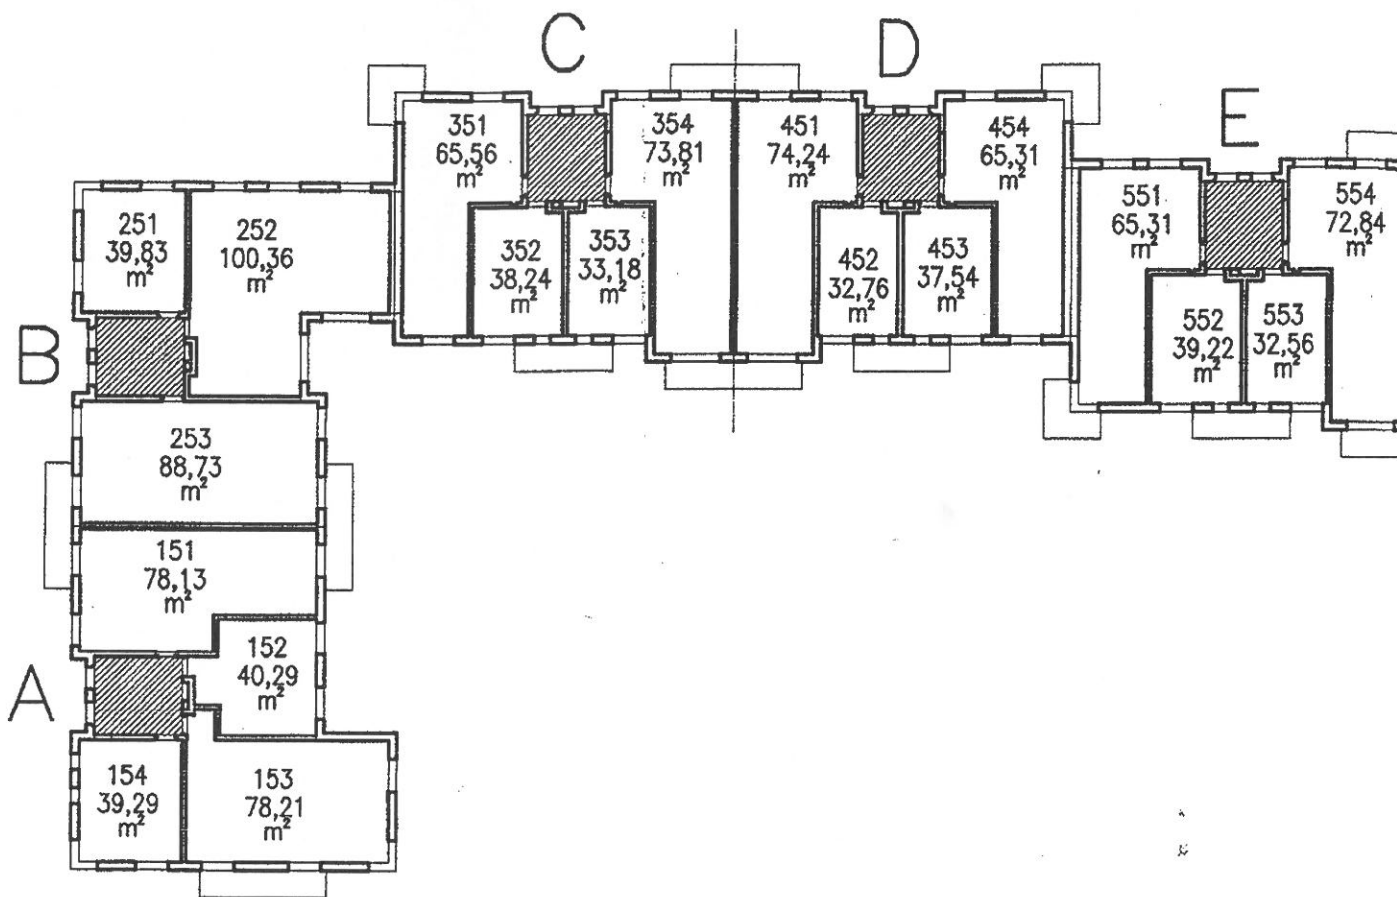 C
D
E
351
65,56
m²
354
73,81
m²
451
74,24
m²
454
65,31
m²
352
38,24
m²
353
33,18
m²
452
32,76
m²
453
37,54
m²
551
65,31
m²
554
72,84
m²
552
39,22
m²
553
32,56
m²
251
39,83
m²
252
100,36
m²
B
253
88,73
m²
151
78,13
m²
A
152
40,29
m²
154
39,29
m²
153
78,21
m²